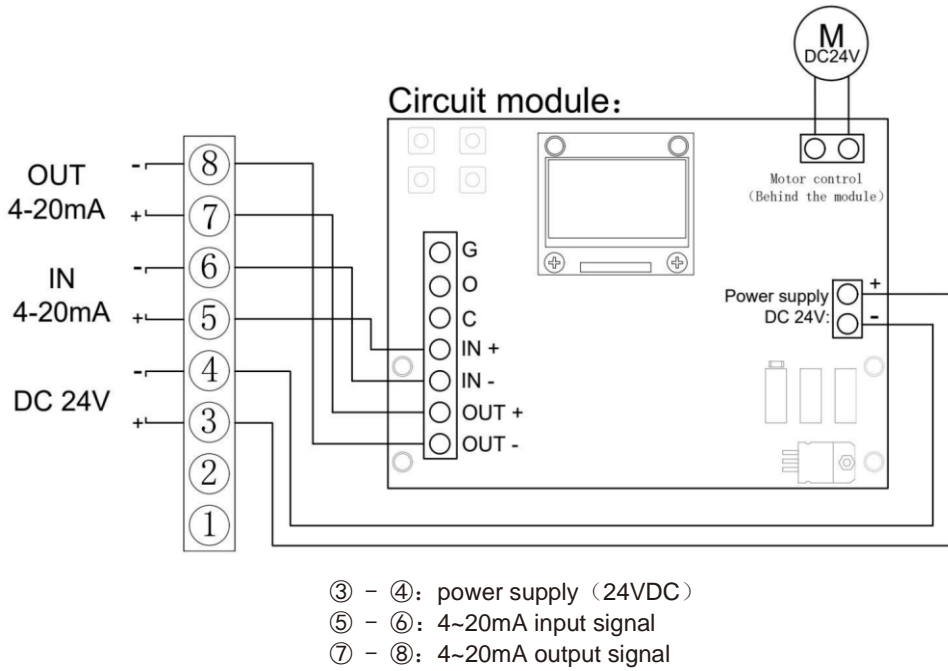 M
DC24V
Circuit module：
Motor control
(Behind the module)
OUT
4-20mA
-
+
IN
4-20mA
-
+
DC 24V
-
+
⑧
⑦
⑥
⑤
④
③
②
①
G
O
C
IN +
IN -
OUT +
OUT -
Power supply
DC 24V:
+
-
③ － ④：power supply（24VDC）
⑤ － ⑥：4~20mA input signal
⑦ － ⑧：4~20mA output signal